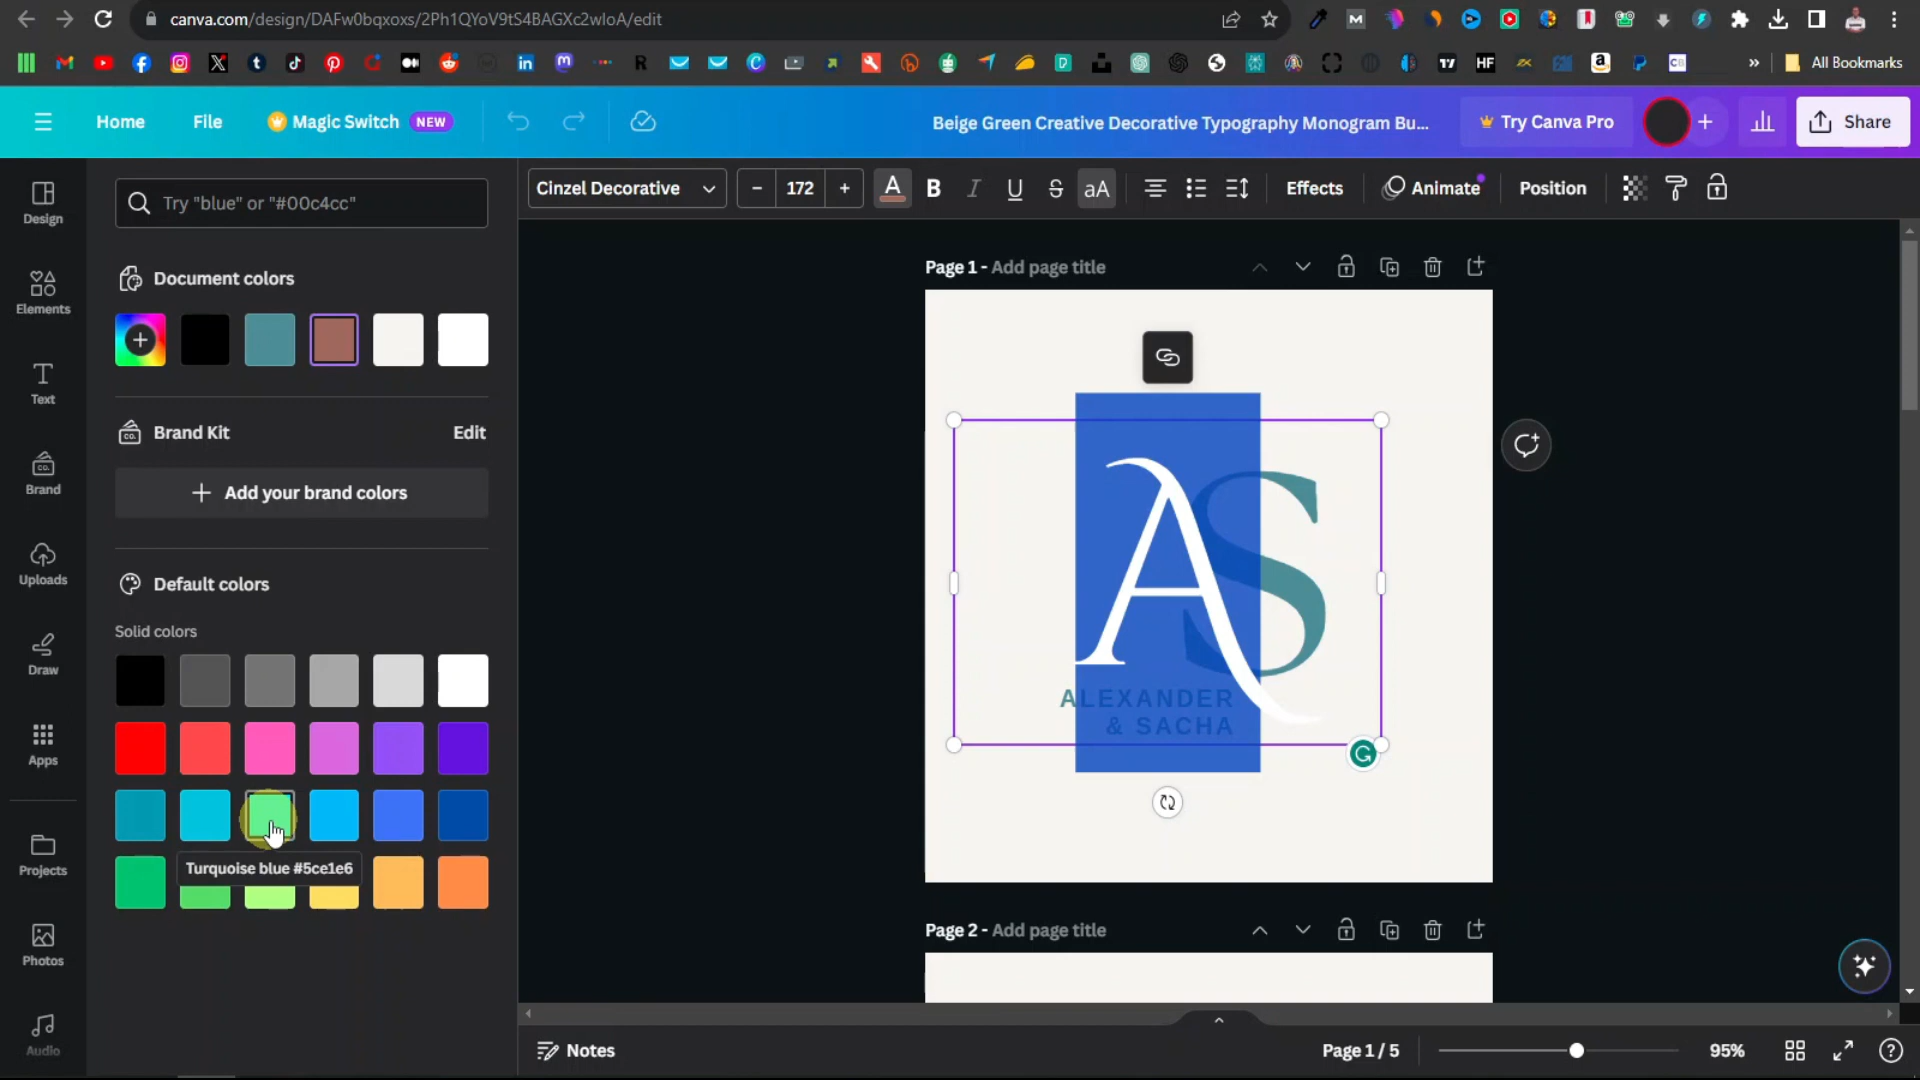 canva.com/design/DAFw0bqxoxs/2Ph1QYoV9tS4BAGXc2wIoA/edit
All Bookmarks
Home
File
Magic Switch NEW
Beige Green Creative Decorative Typography Monogram Bu...
Try Canva Pro
Share
Design
Elements
Text
Brand
Uploads
Draw
Apps
Projects
Photos
Audio
Try "blue" or "#00c4cc"
Document colors
Brand Kit
Edit
Add your brand colors
Default colors
Solid colors
Turquoise blue #5ce1e6
Cinzel Decorative
172
A
B
I
U
S
aA
Effects
Animate
Position
Page 1 - Add page title
A
S
ALEXANDER
& SACHA
Page 2 - Add page title
Notes
Page 1 / 5
95%